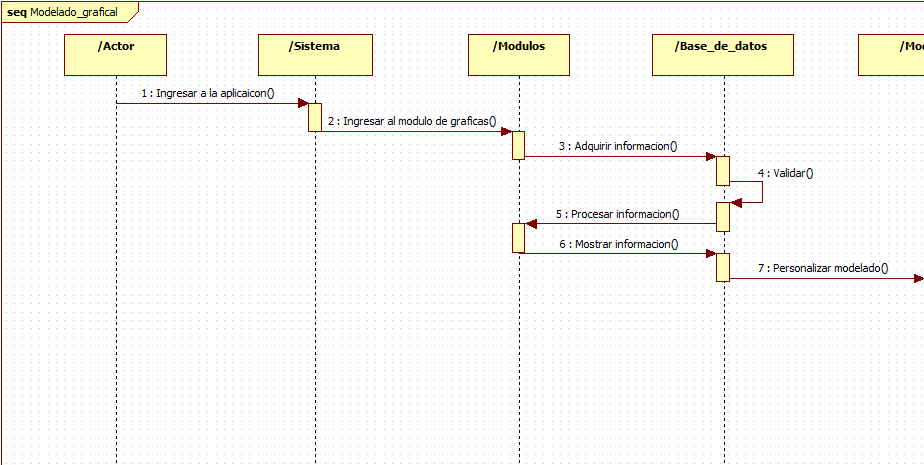 seq Modelado_grafical
/Actor
/Sistema
/Modulos
/Base_de_datos
1 : Ingresar a la aplicaicon()
2 : Ingresar al modulo de graficas()
3 : Adquirir informacion()
4 : Validar()
5 : Procesar informacion()
6 : Mostrar informacion()
7 : Personalizar modelado()